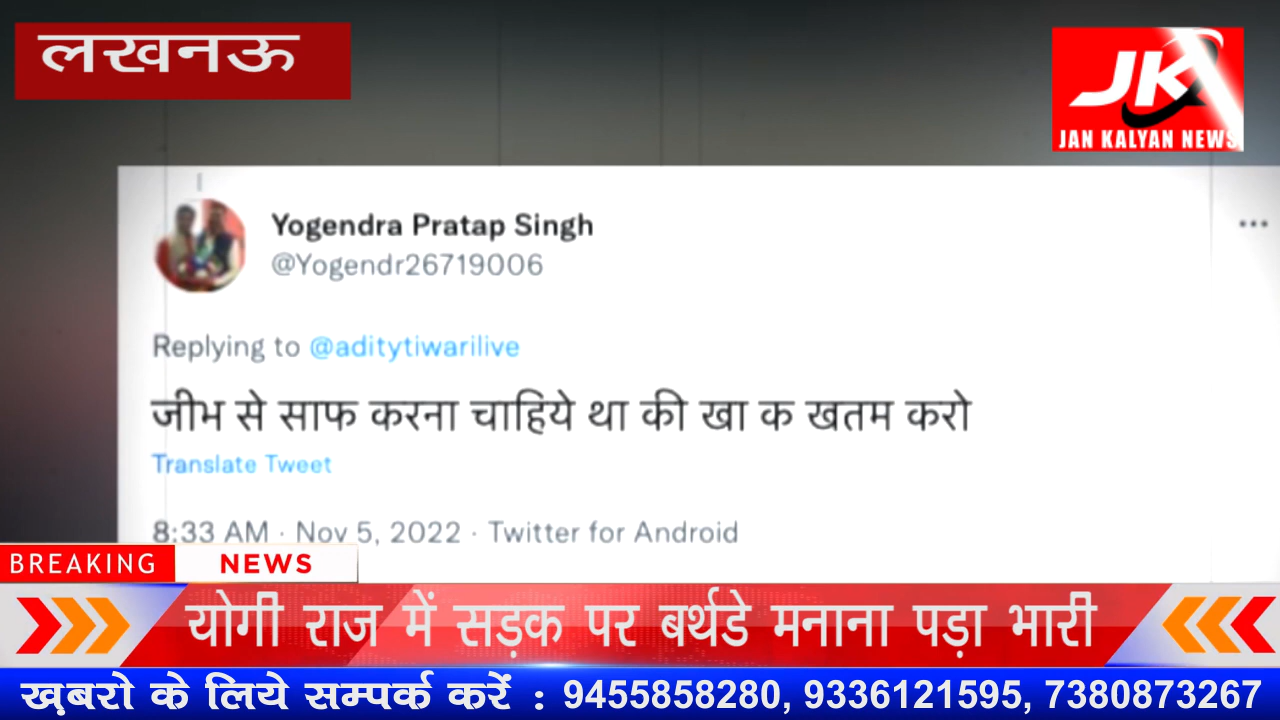 लखनऊ
JK
JAN KALYAN NEWS
Yogendra Pratap Singh
@Yogendr26719006
Replying to @aditytiwarilive
जीभ से साफ करना चाहिये था की खा क खतम करो
Translate Tweet
8:33 AM · Nov 5, 2022 · Twitter for Android
BREAKING NEWS
योगी राज में सड़क पर बर्थडे मनाना पड़ा भारी
ख़बरो के लिये सम्पर्क करें : 9455858280, 9336121595, 7380873267